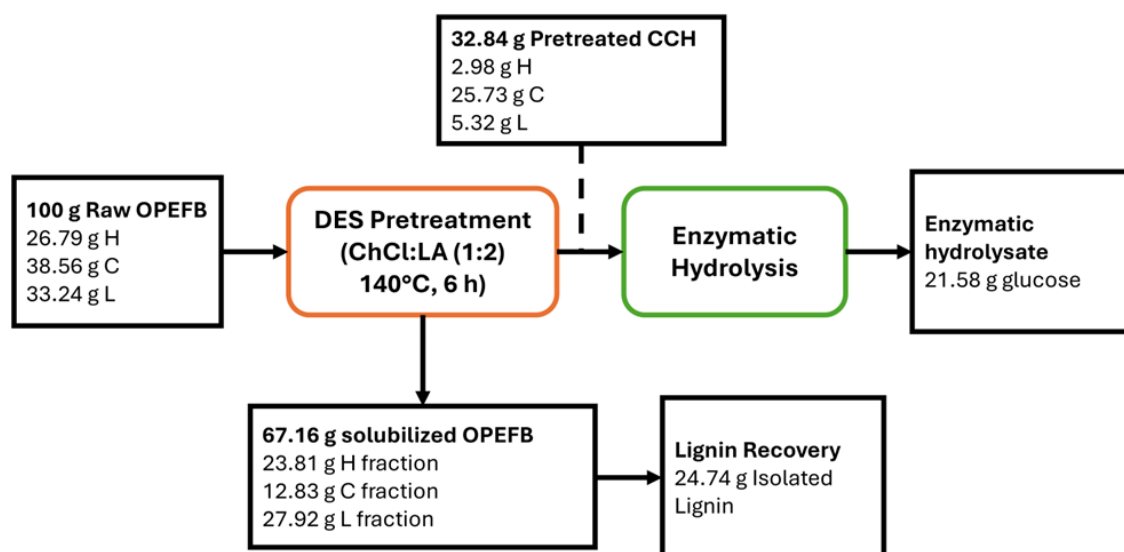 32.84 g Pretreated CCH
2.98 g H
25.73 g C
5.32 g L
100 g Raw OPEFB
26.79 g H
38.56 g C
33.24 g L
DES Pretreatment
(ChCl:LA (1:2)
140°C, 6 h)
Enzymatic
Hydrolysis
Enzymatic
hydrolysate
21.58 g glucose
67.16 g solubilized OPEFB
23.81 g H fraction
12.83 g C fraction
27.92 g L fraction
Lignin Recovery
24.74 g Isolated
Lignin